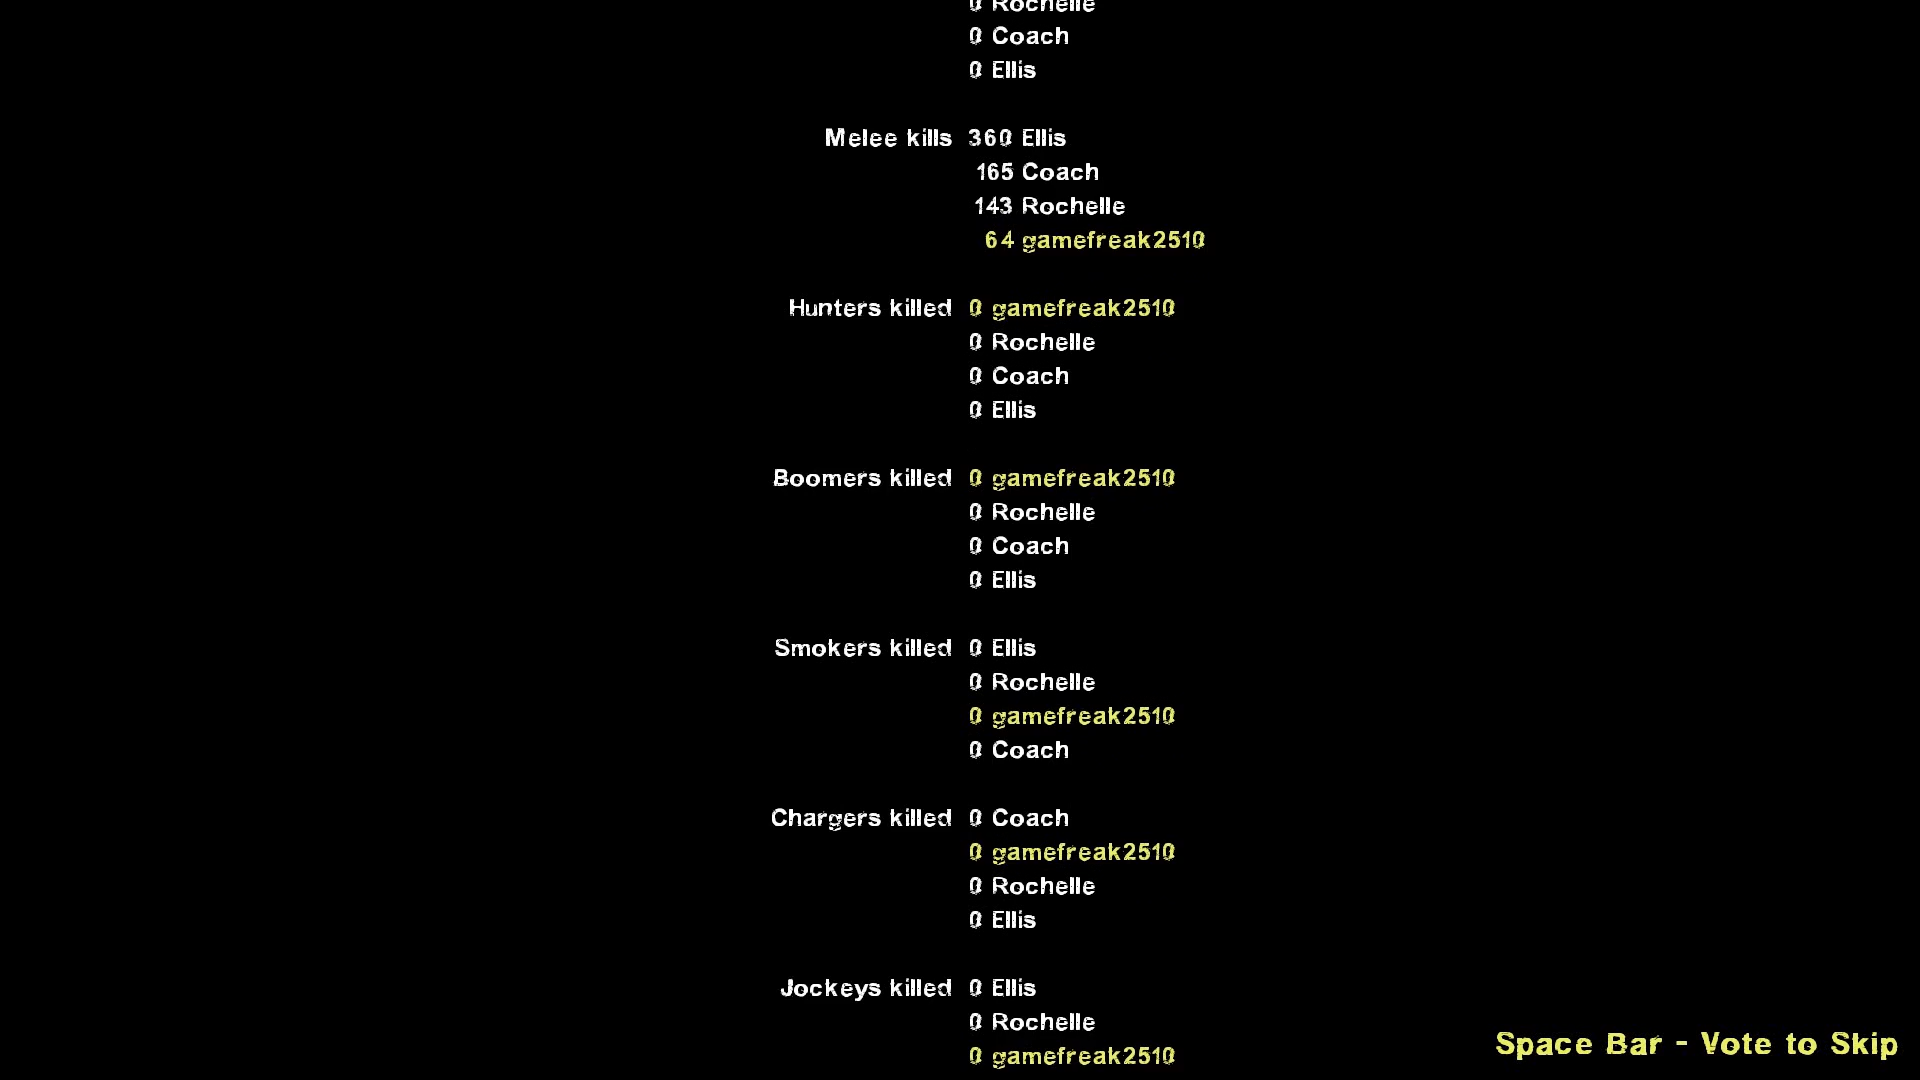 0 Rochelle
0 Coach
0 Ellis
Melee kills 360 Ellis
165 Coach
143 Rochelle
64 gamefreak2510
Hunters killed 0 gamefreak2510
0 Rochelle
0 Coach
0 Ellis
Boomers killed 0 gamefreak2510
0 Rochelle
0 Coach
0 Ellis
Smokers killed 0 Ellis
0 Rochelle
0 gamefreak2510
0 Coach
Chargers killed 0 Coach
0 gamefreak2510
0 Rochelle
0 Ellis
Jockeys killed 0 Ellis
0 Rochelle
0 gamefreak2510
Space Bar - Vote to Skip